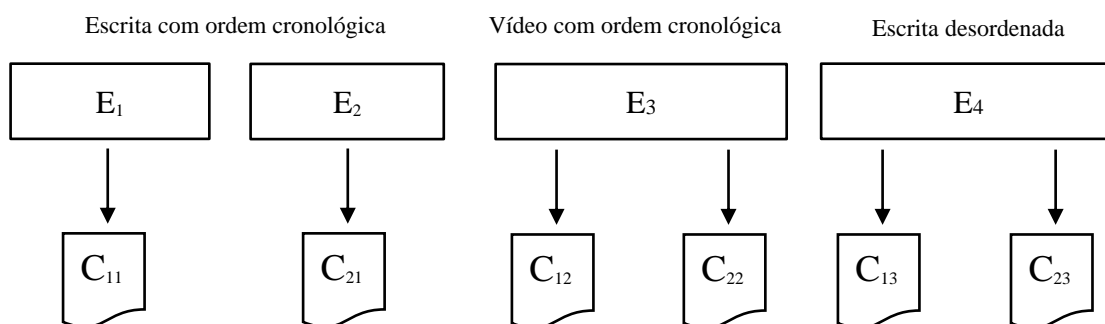 Escrita com ordem cronológica
Vídeo com ordem cronológica
Escrita desordenada
E1
E2
E3
E4
C11
C21
C12
C22
C13
C23